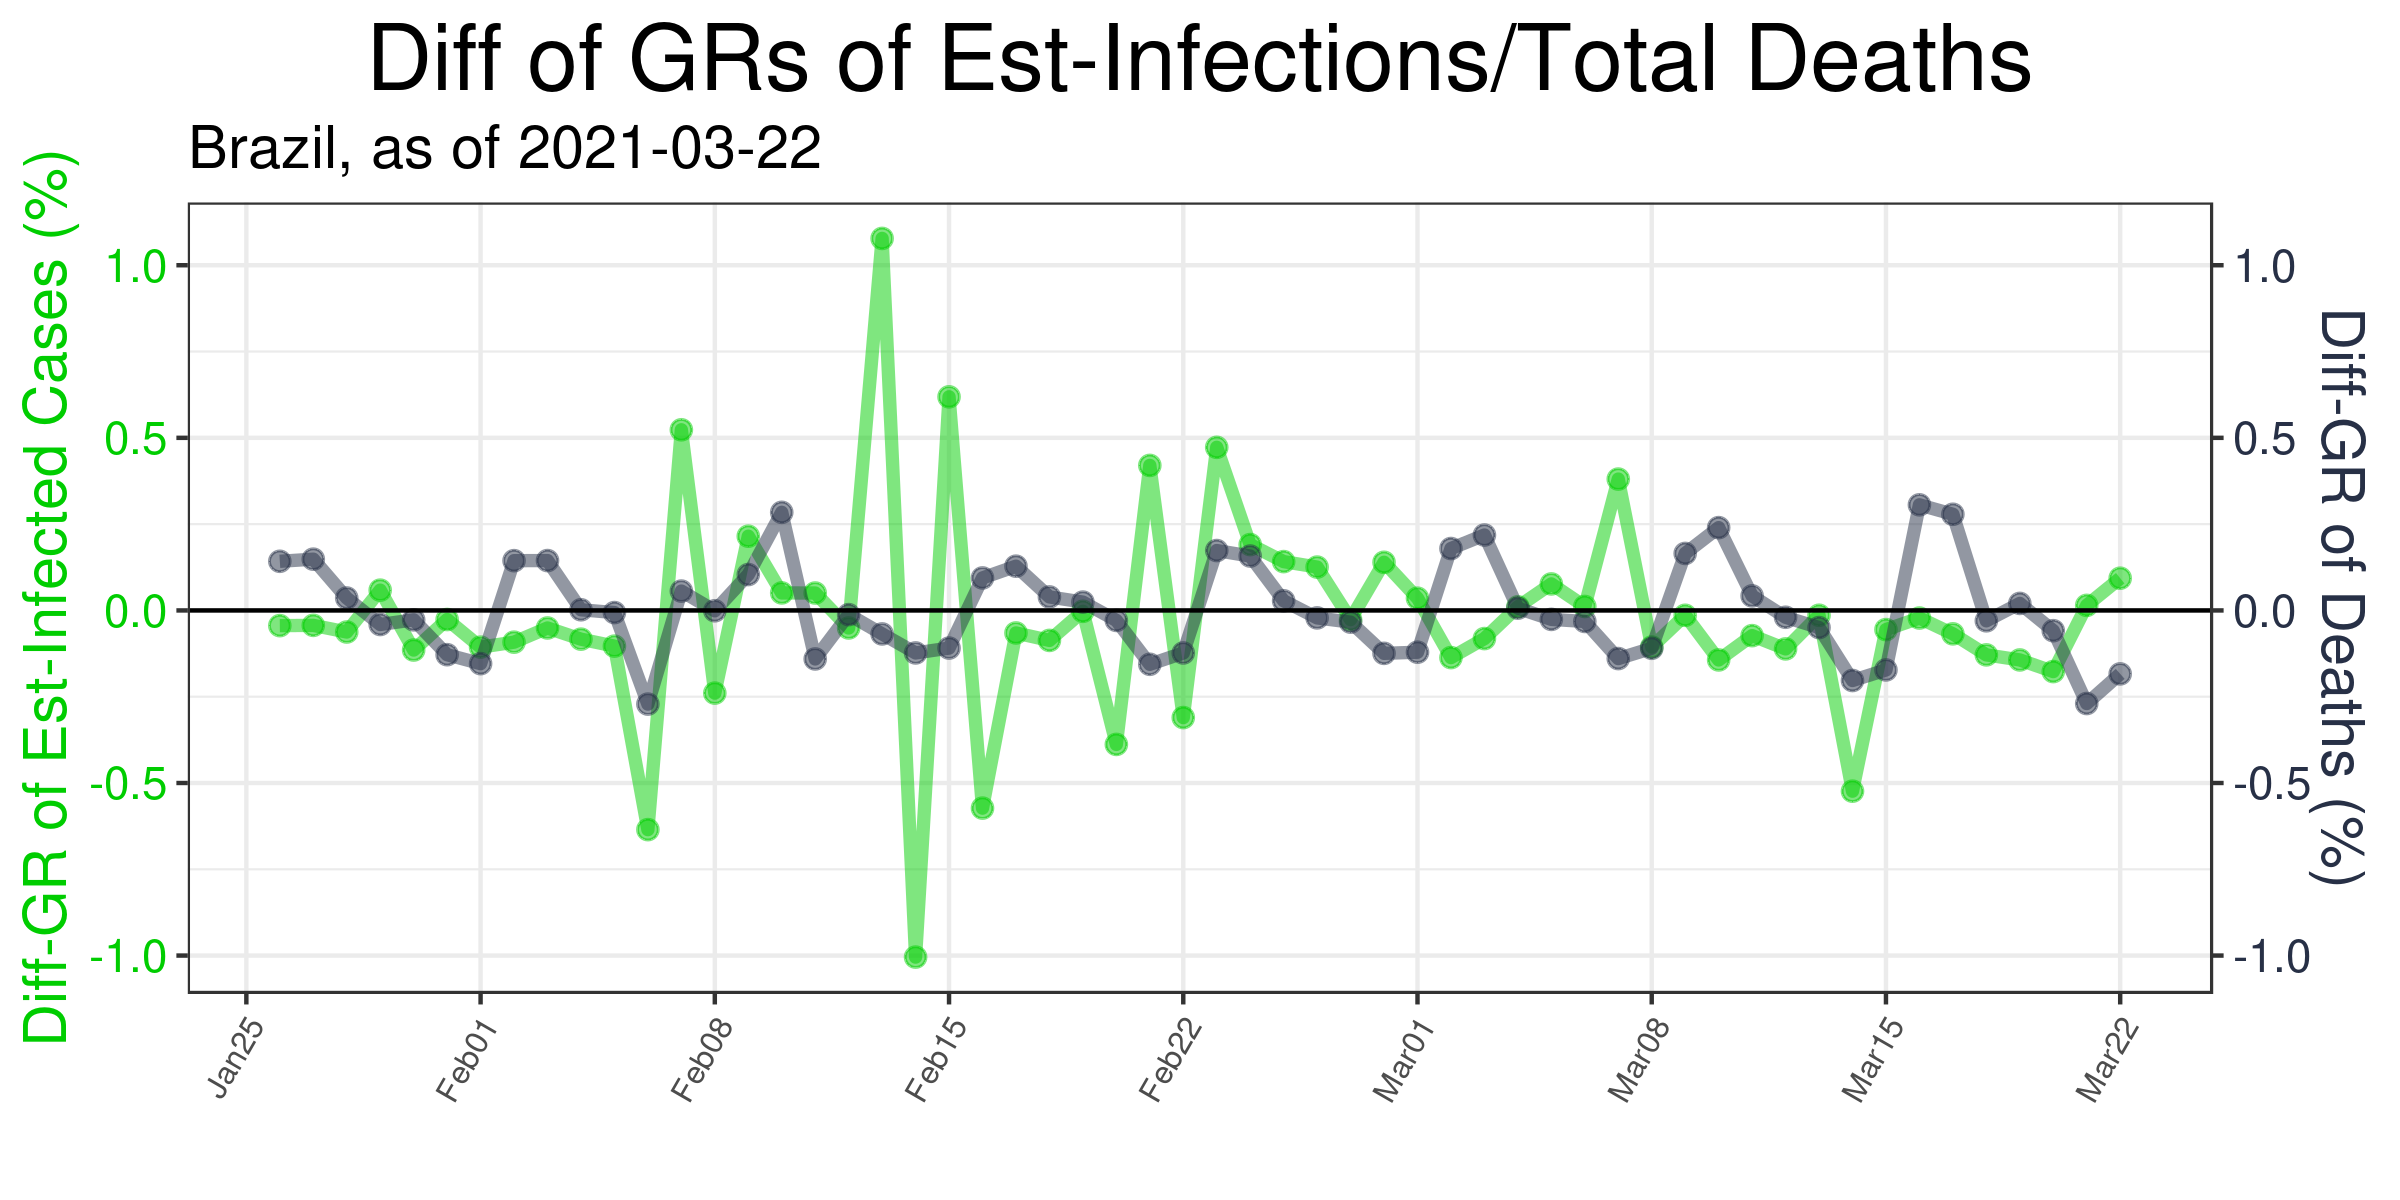 Diff of GRs of Est-Infections/Total Deaths
Brazil, as of 2021-03-22
Diff-GR of Est-Infected Cases (%)
1.0
0.5
0.0
-0.5
-1.0
1.0
0.5
0.0
-0.5
-1.0
Diff-GR of Deaths (%)
Jan25
Feb01
Feb08
Feb15
Feb22
Mar01
Mar08
Mar15
Mar22